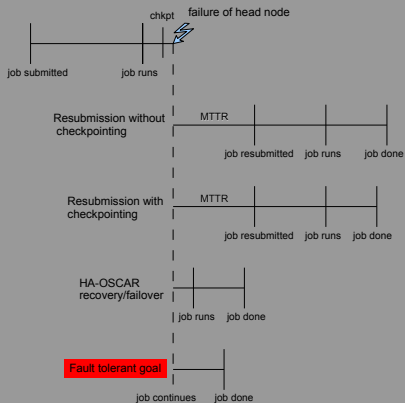 chkpt
failure of head node
job submitted
job runs
Resubmission without
checkpointing
MTTR
job resubmitted
job runs
job done
Resubmission with
checkpointing
MTTR
job resubmitted
job runs
job done
HA-OSCAR
recovery/failover
job runs
job done
Fault tolerant goal
job continues
job done